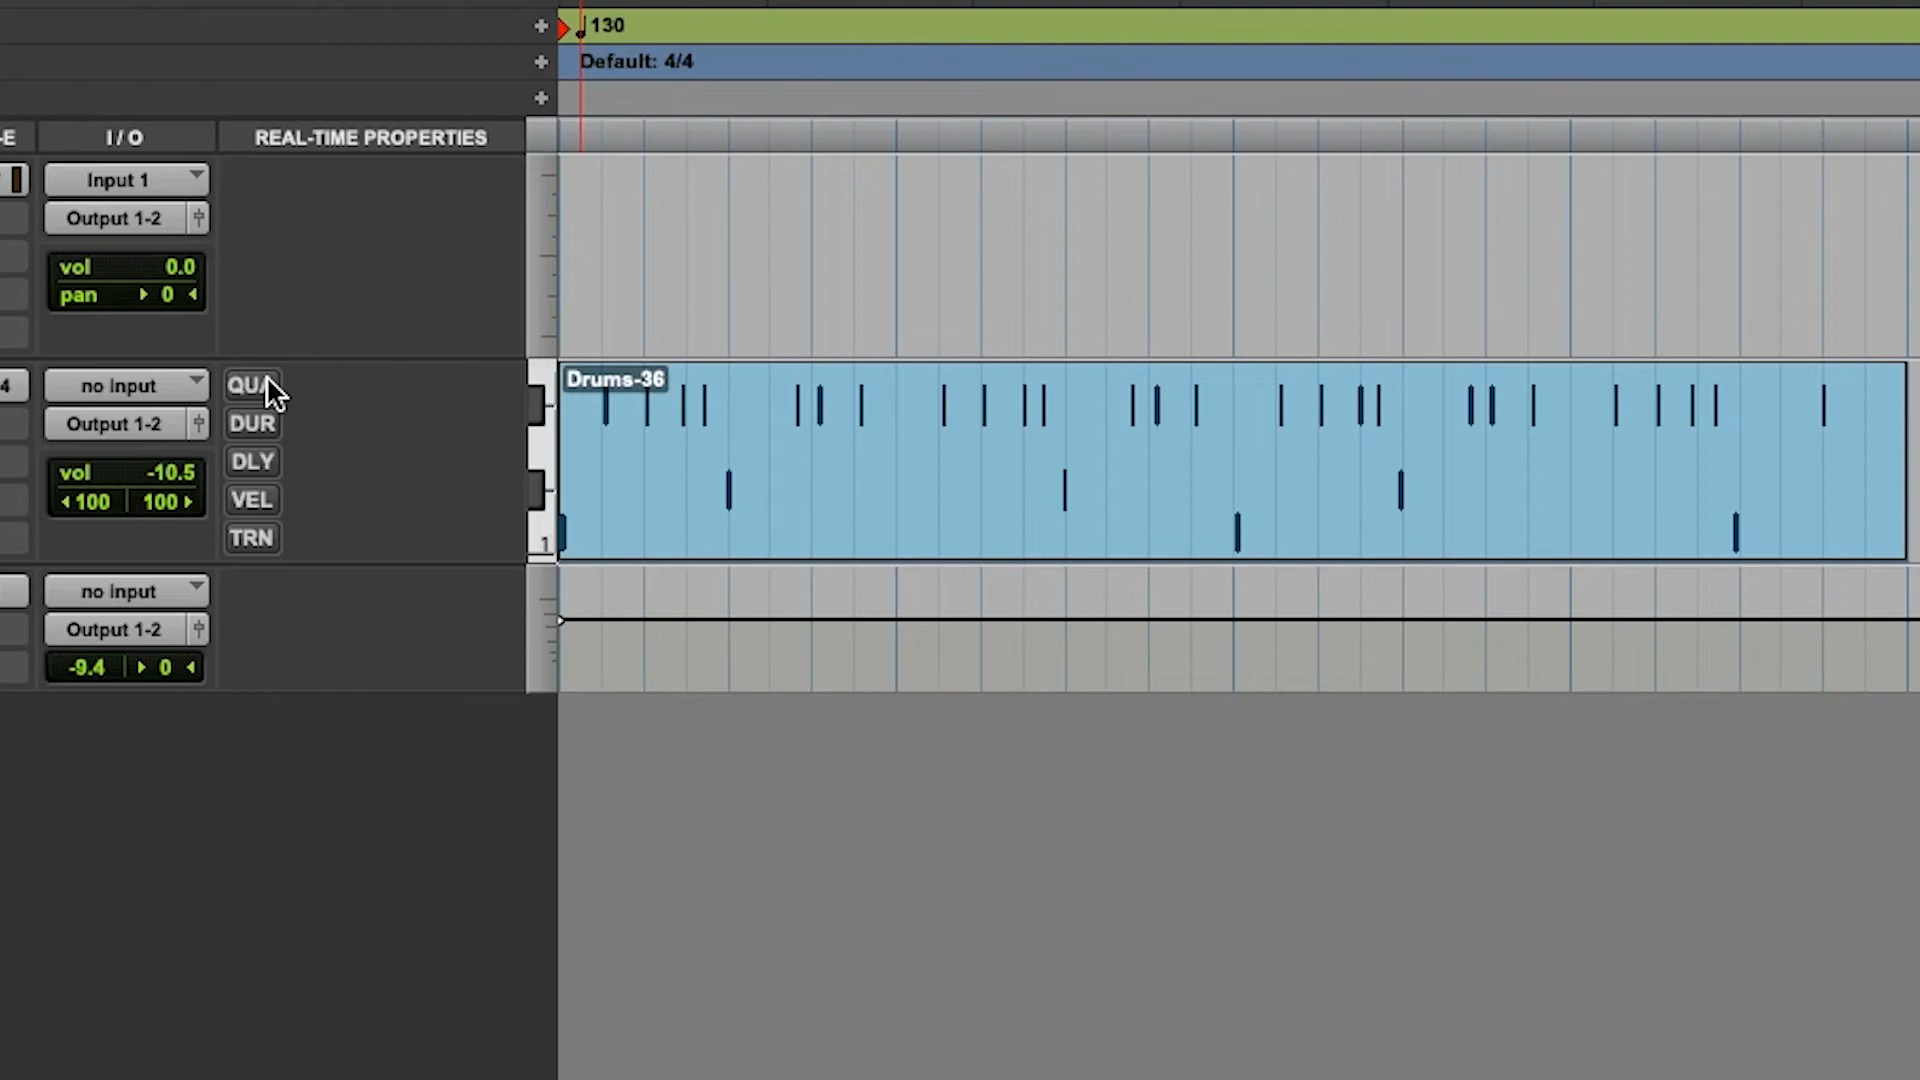 130
Default: 4/4
-E
I / O
REAL-TIME PROPERTIES
Input 1
Output 1-2
vol 0.0
pan 0
4
no input
QUA
Drums-36
Output 1-2
DUR
vol -10.5
DLY
100 100
VEL
TRN
1
no input
Output 1-2
-9.4 0